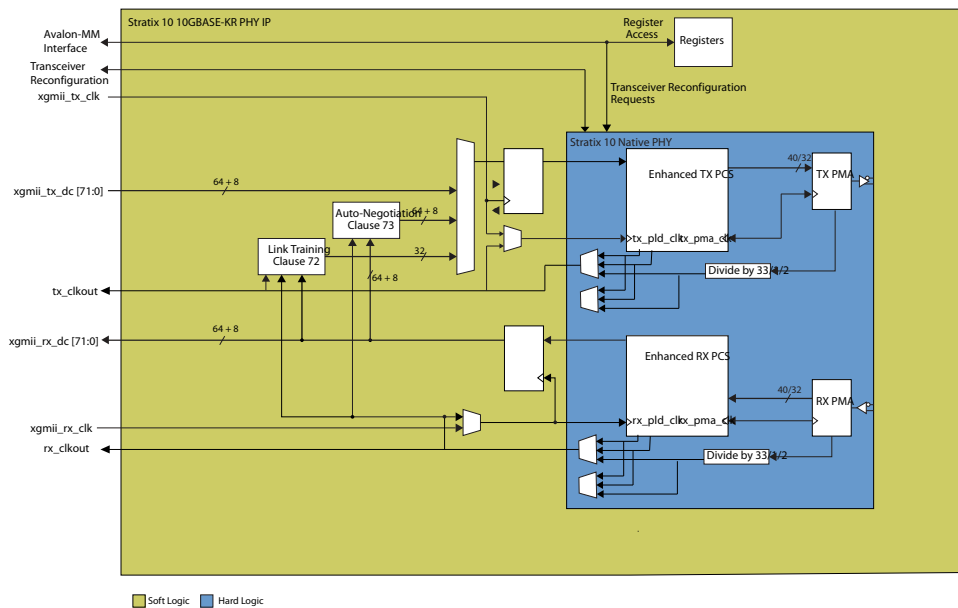 Stratix 10 10GBASE-KR PHY IP
Avalon-MM
Interface
Register
Access
Registers
Transceiver
Reconfiguration
Transceiver Reconfiguration
Requests
xgmii_tx_clk
Stratix 10 Native PHY
40/32
Enhanced TX PCS
TX PMA
xgmii_tx_dc [71:0]
64 + 8
Auto-Negotiation
Clause 73
64 + 8
Link Training
Clause 72
32
tx_pld_clk
tx_pma_clk
64 + 8
Divide by 33/1/2
tx_clkout
xgmii_rx_dc [71:0]
64 + 8
Enhanced RX PCS
40/32
RX PMA
xgmii_rx_clk
rx_pld_clk
rx_pma_clk
rx_clkout
Divide by 33/1/2
Soft Logic
Hard Logic